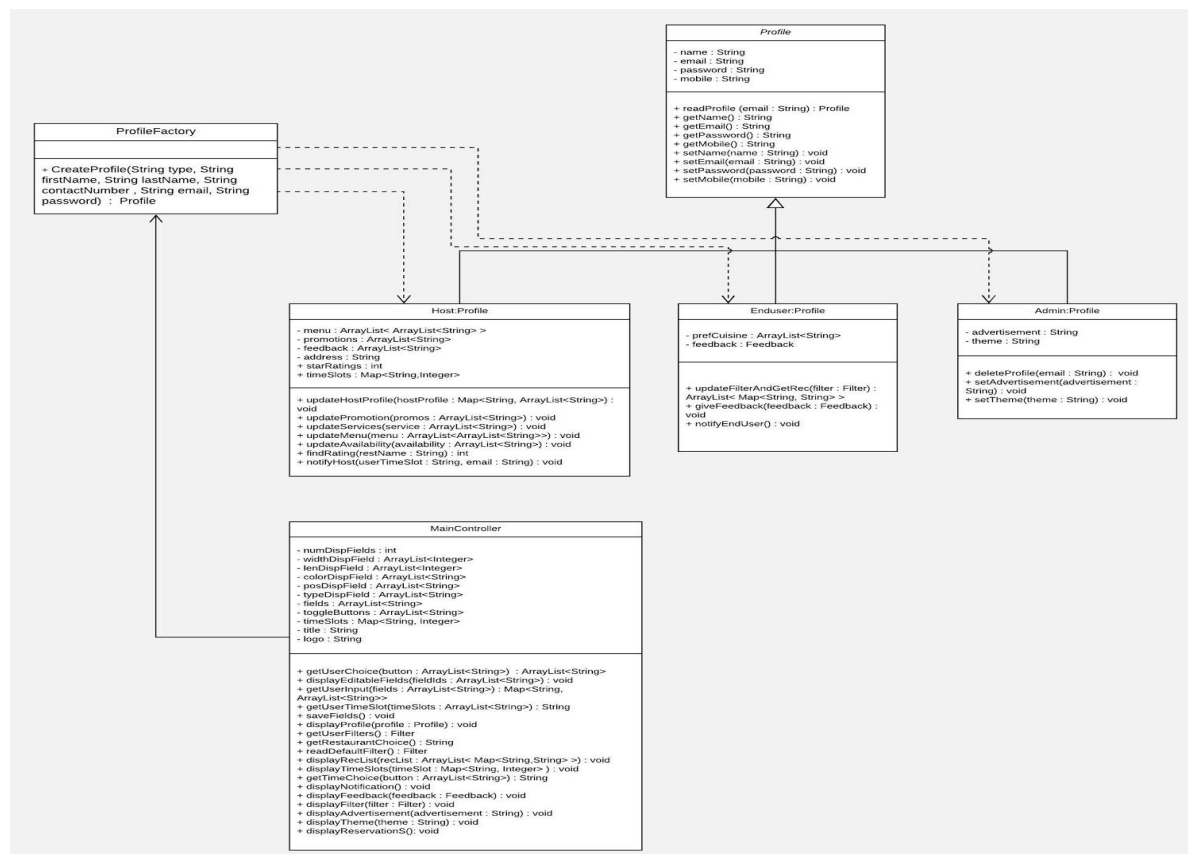 Profile
- name : String
- email : String
- password : String
- mobile : String
+ readProfile (email : String) : Profile
+ getName() : String
+ getEmail() : String
+ getPassword() : String
+ getMobile() : String
+ setName(name : String) : void
+ setEmail(email : String) : void
+ setPassword(password : String) : void
+ setMobile(mobile : String) : void
ProfileFactory
+ CreateProfile(String type, String
firstName, String lastName, String
contactNumber , String email, String
password) : Profile
Host:Profile
- menu : ArrayList< ArrayList<String> >
- promotions : ArrayList<String>
- feedback : ArrayList<String>
- address : String
+ starRatings : int
+ timeSlots : Map<String,Integer>
+ updateHostProfile(hostProfile : Map<String, ArrayList<String>) :
void
+ updatePromotion(promos : ArrayList<String>) : void
+ updateServices(service : ArrayList<String>) : void
+ updateMenu(menu : ArrayList<ArrayList<String>>) : void
+ updateAvailability(availability : ArrayList<String>) : void
+ findRating(restName : String) : int
+ notifyHost(userTimeSlot : String, email : String) : void
Enduser:Profile
- prefCuisine : ArrayList<String>
- feedback : Feedback
+ updateFilterAndGetRec(filter : Filter) :
ArrayList< Map<String, String> >
+ giveFeedback(feedback : Feedback) :
void
+ notifyEndUser() : void
Admin:Profile
- advertisement : String
- theme : String
+ deleteProfile(email : String) : void
+ setAdvertisement(advertisement :
String) : void
+ setTheme(theme : String) : void
MainController
- numDispFields : int
- widthDispField : ArrayList<Integer>
- lenDispField : ArrayList<Integer>
- colorDispField : ArrayList<String>
- posDispField : ArrayList<String>
- typeDispField : ArrayList<String>
- fields : ArrayList<String>
- toggleButtons : ArrayList<String>
- timeSlots : Map<String, Integer>
- title : String
- logo : String
+ getUserChoice(button : ArrayList<String>) : ArrayList<String>
+ displayEditableFields(fieldIds : ArrayList<String>) : void
+ getUserInput(fields : ArrayList<String>) : Map<String,
ArrayList<String>>
+ getUserTimeSlot(timeSlots : ArrayList<String>) : String
+ saveFields() : void
+ displayProfile(profile : Profile) : void
+ getUserFilters() : Filter
+ getRestaurantChoice() : String
+ readDefaultFilter() : Filter
+ displayRecList(recList : ArrayList< Map<String,String> >) : void
+ displayTimeSlots(timeSlot : Map<String, Integer> ) : void
+ getTimeChoice(button : ArrayList<String>) : String
+ displayNotification() : void
+ displayFeedback(feedback : Feedback) : void
+ displayFilter(filter : Filter) : void
+ displayAdvertisement(advertisement : String) : void
+ displayTheme(theme : String) : void
+ displayReservationS(): void